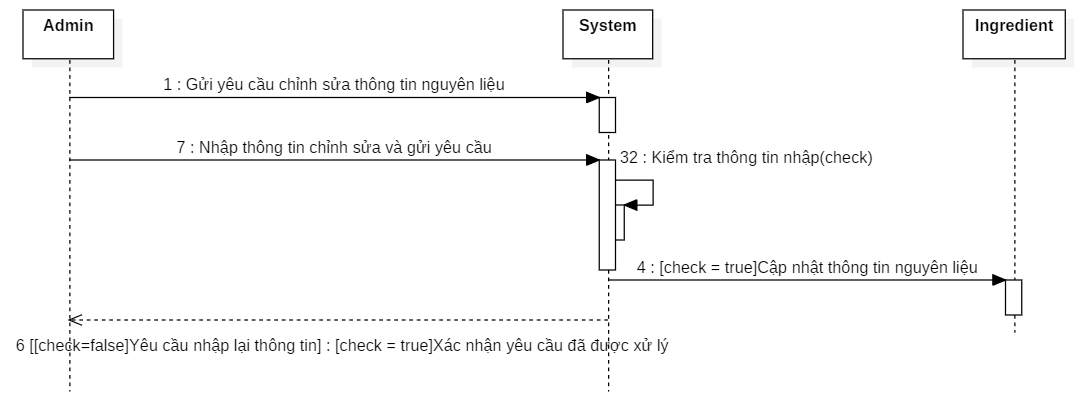 Admin
System
Ingredient
1 : Gửi yêu cầu chỉnh sửa thông tin nguyên liệu
7 : Nhập thông tin chỉnh sửa và gửi yêu cầu
32 : Kiểm tra thông tin nhập(check)
4 : [check = true]Cập nhật thông tin nguyên liệu
6 [[check=false]Yêu cầu nhập lại thông tin] : [check = true]Xác nhận yêu cầu đã được xử lý